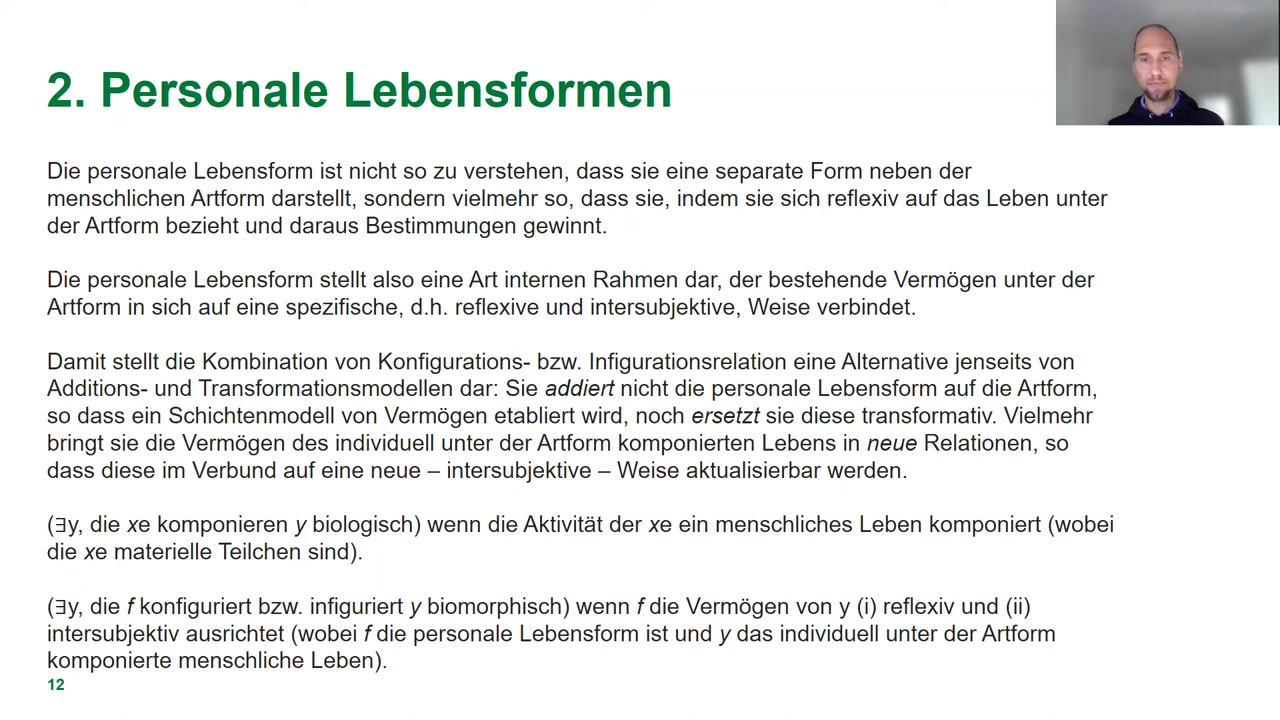 2. Personale Lebensformen
Die personale Lebensform ist nicht so zu verstehen, dass sie eine separate Form neben der
menschlichen Artform darstellt, sondern vielmehr so, dass sie, indem sie sich reflexiv auf das Leben unter
der Artform bezieht und daraus Bestimmungen gewinnt.
Die personale Lebensform stellt also eine Art internen Rahmen dar, der bestehende Vermögen unter der
Artform in sich auf eine spezifische, d.h. reflexive und intersubjektive, Weise verbindet.
Damit stellt die Kombination von Konfigurations- bzw. Infigurationsrelation eine Alternative jenseits von
Additions- und Transformationsmodellen dar: Sie addiert nicht die personale Lebensform auf die Artform,
so dass ein Schichtenmodell von Vermögen etabliert wird, noch ersetzt sie diese transformativ. Vielmehr
bringt sie die Vermögen des individuell unter der Artform komponierten Lebens in neue Relationen, so
dass diese im Verbund auf eine neue – intersubjektive – Weise aktualisierbar werden.
(∃y, die xe komponieren y biologisch) wenn die Aktivität der xe ein menschliches Leben komponiert (wobei
die xe materielle Teilchen sind).
(∃y, die f konfiguriert bzw. infiguriert y biomorphisch) wenn f die Vermögen von y (i) reflexiv und (ii)
intersubjektiv ausrichtet (wobei f die personale Lebensform ist und y das individuell unter der Artform
komponierte menschliche Leben).
12